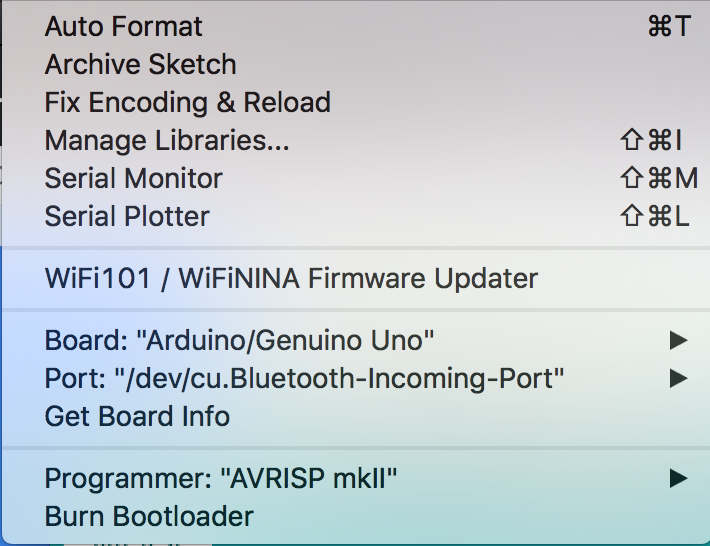 Auto Format ⌘T
Archive Sketch
Fix Encoding & Reload
Manage Libraries... ⇧⌘I
Serial Monitor ⇧⌘M
Serial Plotter ⇧⌘L
WiFi101 / WiFiNINA Firmware Updater
Board: "Arduino/Genuino Uno" ▶
Port: "/dev/cu.Bluetooth-Incoming-Port" ▶
Get Board Info
Programmer: "AVRISP mkII" ▶
Burn Bootloader